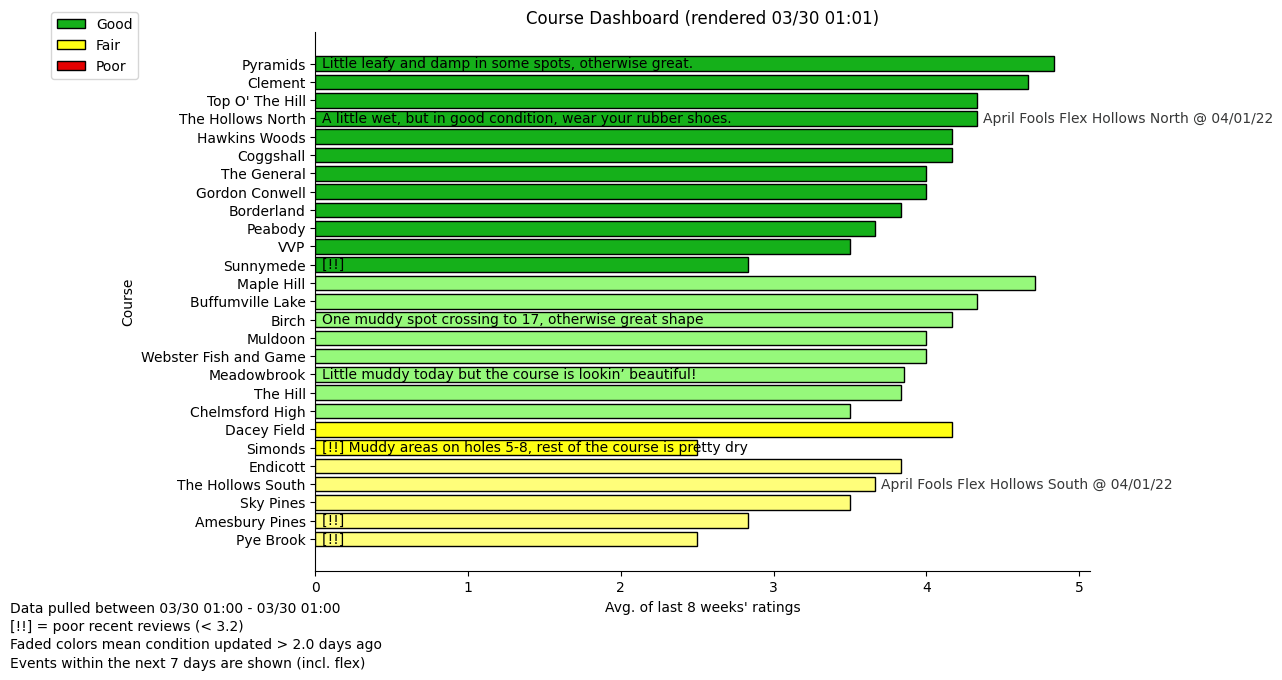 Course Dashboard (rendered 03/30 01:01)
Good
Fair
Poor
Course
Pyramids Little leafy and damp in some spots, otherwise great.
Clement
Top O' The Hill
The Hollows North A little wet, but in good condition, wear your rubber shoes. April Fools Flex Hollows North @ 04/01/22
Hawkins Woods
Coggshall
The General
Gordon Conwell
Borderland
Peabody
VVP
Sunnymede [!!]
Maple Hill
Buffumville Lake
Birch One muddy spot crossing to 17, otherwise great shape
Muldoon
Webster Fish and Game
Meadowbrook Little muddy today but the course is lookin’ beautiful!
The Hill
Chelmsford High
Dacey Field
Simonds [!!] Muddy areas on holes 5-8, rest of the course is pretty dry
Endicott
The Hollows South April Fools Flex Hollows South @ 04/01/22
Sky Pines
Amesbury Pines [!!]
Pye Brook [!!]
0 1 2 3 4 5
Avg. of last 8 weeks' ratings
Data pulled between 03/30 01:00 - 03/30 01:00
[!!] = poor recent reviews (< 3.2)
Faded colors mean condition updated > 2.0 days ago
Events within the next 7 days are shown (incl. flex)